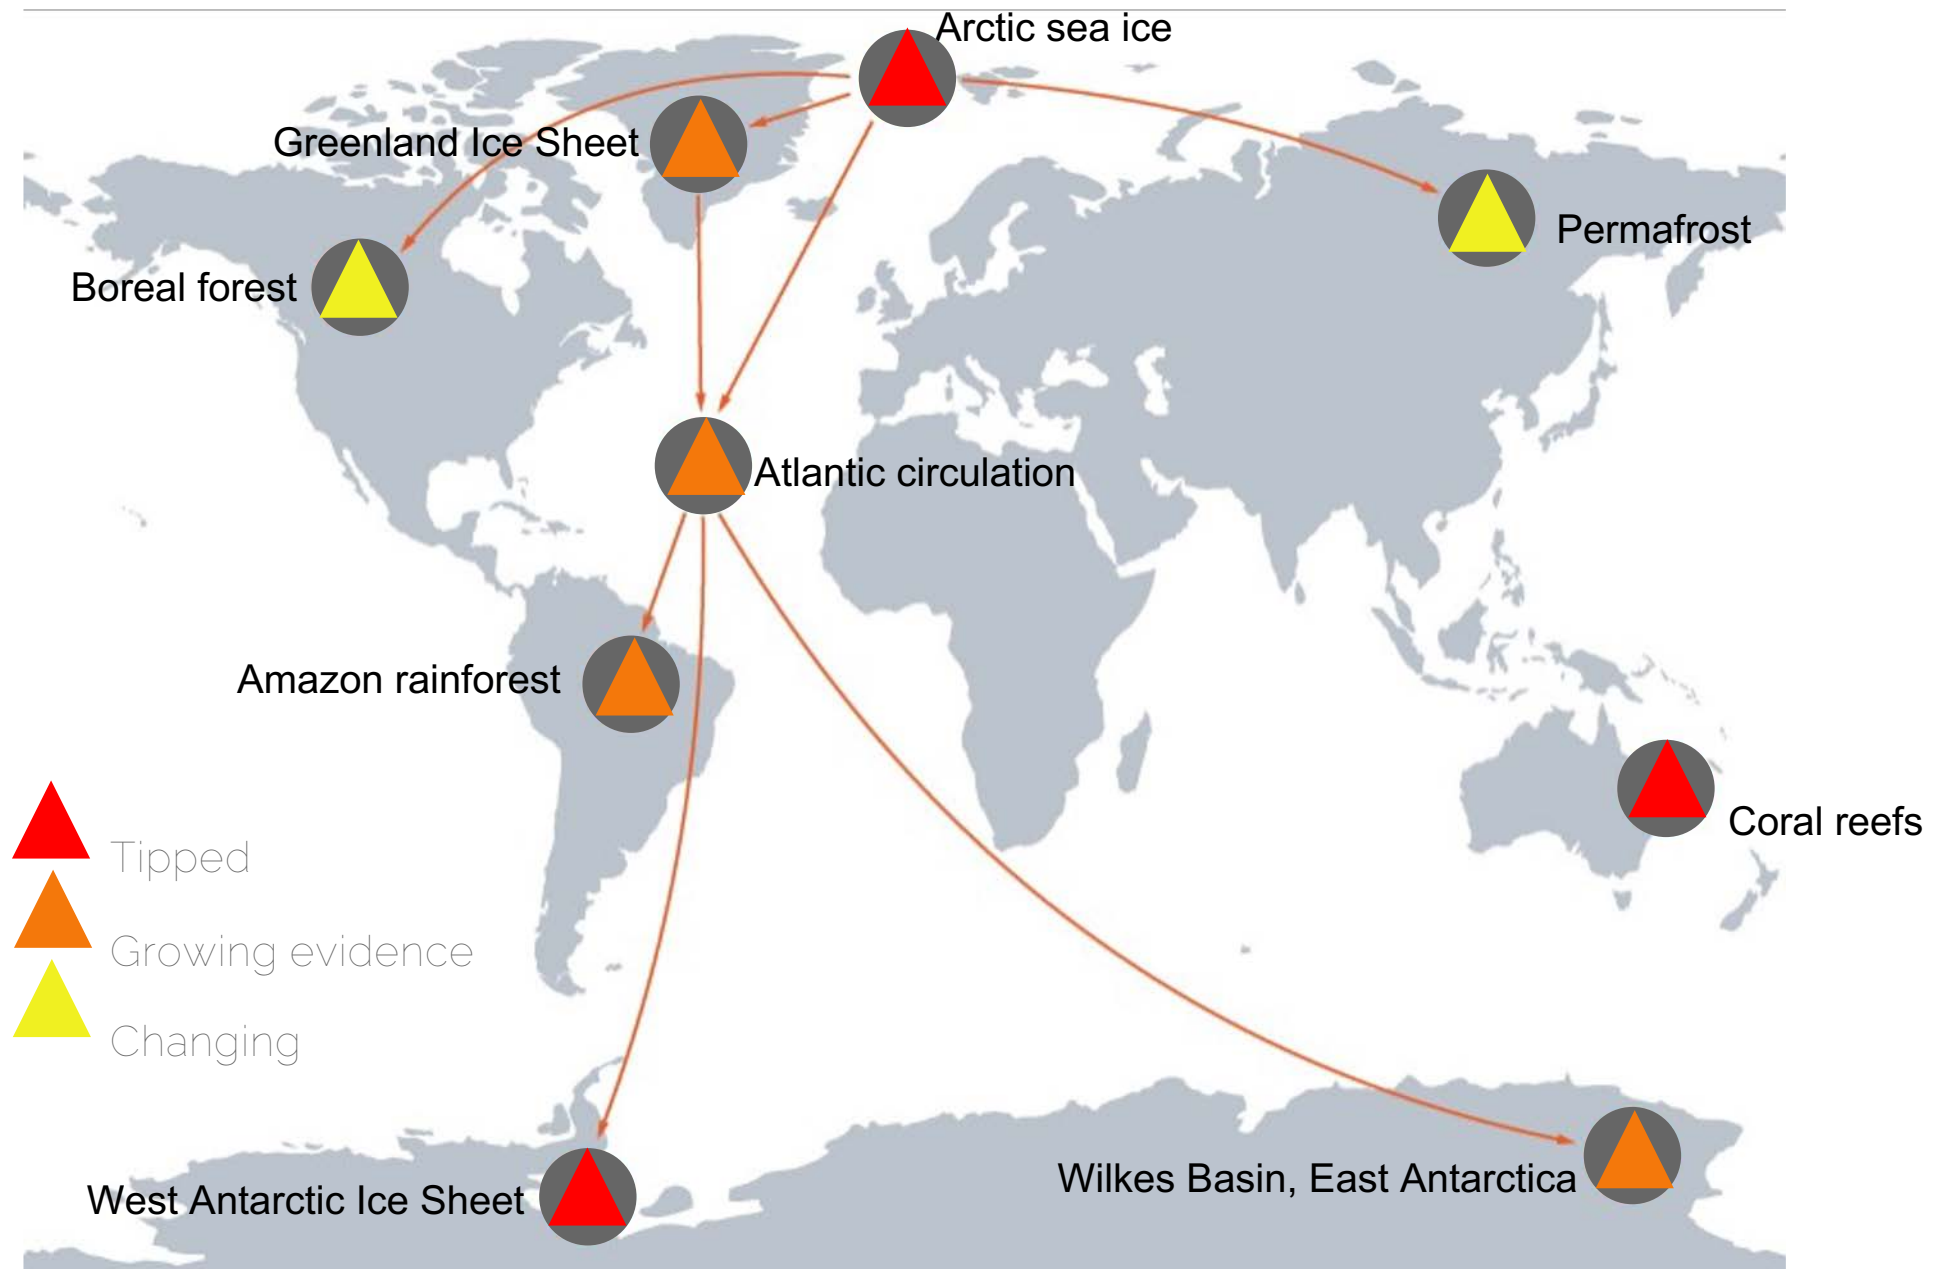 Arctic sea ice
Greenland Ice Sheet
Permafrost
Boreal forest
Atlantic circulation
Amazon rainforest
Coral reefs
Tipped
Growing evidence
Changing
Wilkes Basin, East Antarctica
West Antarctic Ice Sheet